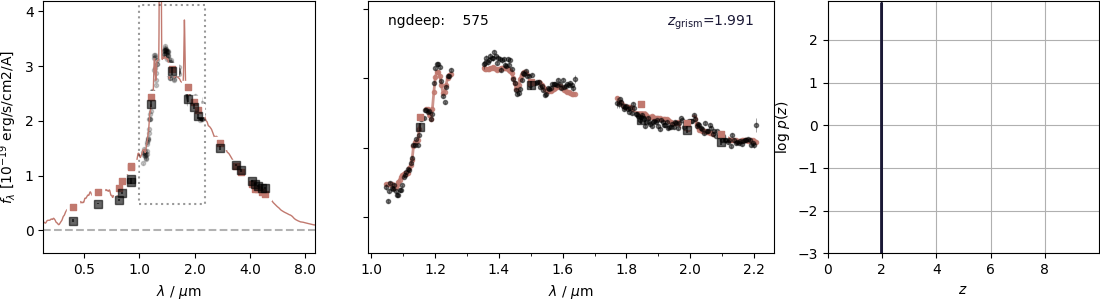 4
3
2
1
0
f_λ [10⁻¹⁹ erg/s/cm2/A]
0.5 1.0 2.0 4.0 8.0
λ / μm
ngdeep: 575
z_grism=1.991
1.0 1.2 1.4 1.6 1.8 2.0 2.2
λ / μm
2
1
0
−1
−2
−3
log p(z)
0 2 4 6 8
z